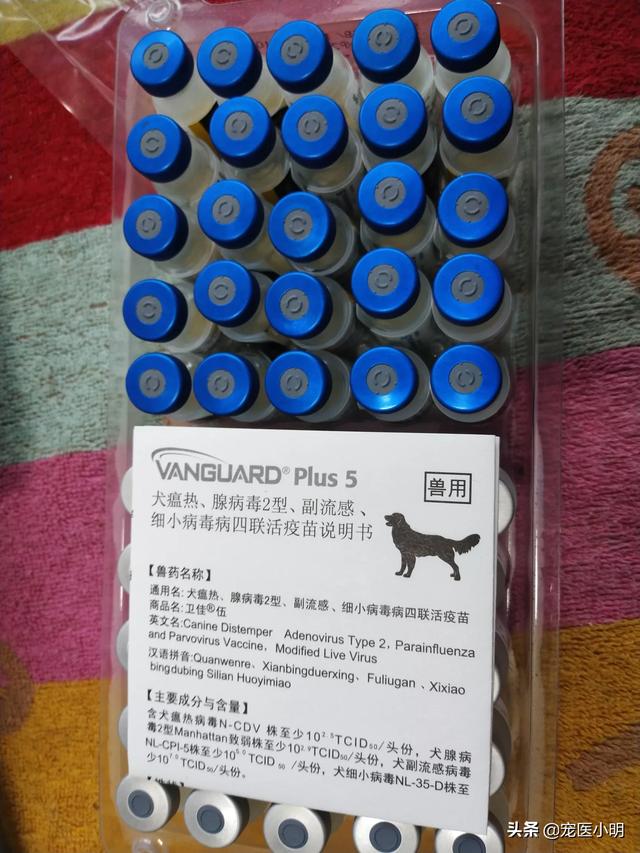 VANGUARD® Plus 5
兽用
犬瘟热、腺病毒2型、副流感、
细小病毒病四联活疫苗说明书
【兽药名称】
通用名:犬瘟热、腺病毒2型、副流感、细小病毒病四联活疫苗
商品名:卫佳®伍
英文名:Canine Distemper Adenovirus Type 2, Parainfluenza
and Parvovirus Vaccine, Modified Live Virus
汉语拼音:Quanwenre、Xianbingduerxing、Fuliugan、Xixiao
bingdubing Silian Huoyimiao
【主要成分与含量】
含犬瘟热病毒N-CDV 株至少10²·⁵TCID₅₀/头份,犬腺病
毒2型Manhattan致弱株至少10²·⁹TCID₅₀/头份,犬副流感病毒
NL-CPI-5株至少10⁵·⁰TCID₅₀ /头份,犬细小病毒NL-35-D株至
少10⁷·⁰TCID₅₀/头份。
头条 @宠医小明